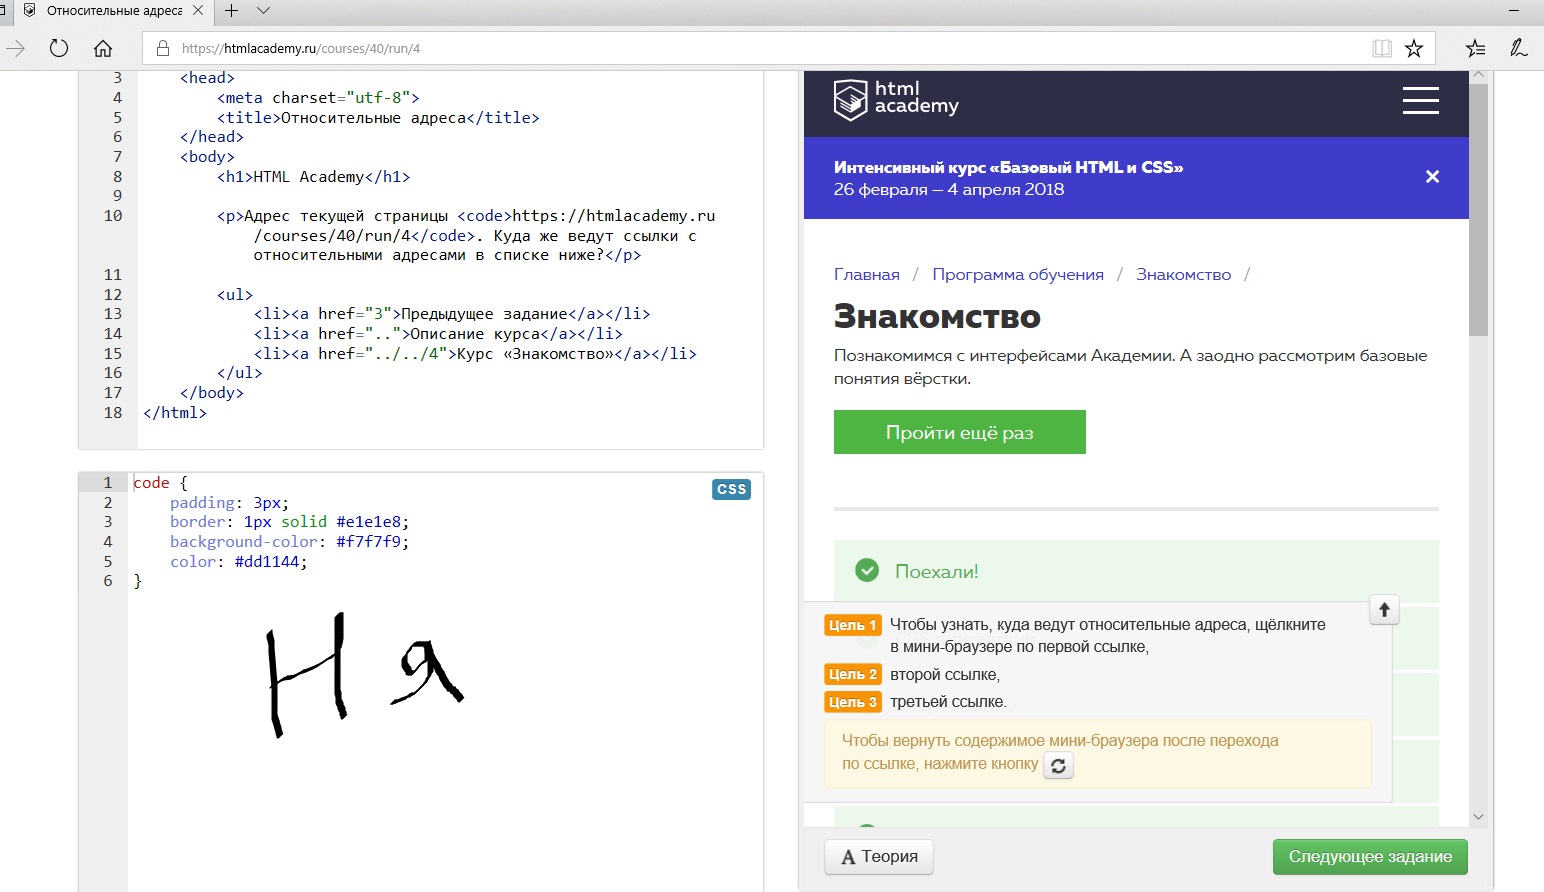 Относительные адреса
https://htmlacademy.ru/courses/40/run/4
3 <head>
4 <meta charset="utf-8">
5 <title>Относительные адреса</title>
6 </head>
7 <body>
8 <h1>HTML Academy</h1>
9
10 <p>Адрес текущей страницы <code>https://htmlacademy.ru
/courses/40/run/4</code>. Куда же ведут ссылки с
относительными адресами в списке ниже?</p>
11
12 <ul>
13 <li><a href="3">Предыдущее задание</a></li>
14 <li><a href="..">Описание курса</a></li>
15 <li><a href="../../4">Курс «Знакомство»</a></li>
16 </ul>
17 </body>
18 </html>
CSS
1 code {
2 padding: 3px;
3 border: 1px solid #e1e1e8;
4 background-color: #f7f7f9;
5 color: #dd1144;
6 }
Ня
html
academy
Интенсивный курс «Базовый HTML и CSS»
26 февраля — 4 апреля 2018
Главная / Программа обучения / Знакомство /
Знакомство
Познакомимся с интерфейсами Академии. А заодно рассмотрим базовые
понятия вёрстки.
Пройти ещё раз
Поехали!
Цель 1 Чтобы узнать, куда ведут относительные адреса, щёлкните
в мини-браузере по первой ссылке,
Цель 2 второй ссылке,
Цель 3 третьей ссылке.
Чтобы вернуть содержимое мини-браузера после перехода
по ссылке, нажмите кнопку
Теория
Следующее задание